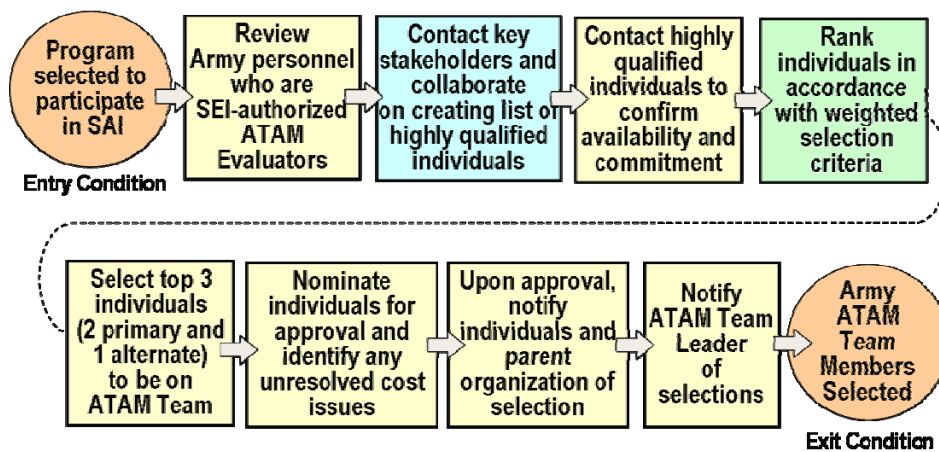 Program
selected to
participate
in SAI
Entry Condition
Review
Army personnel
who are
SEI-authorized
ATAM
Evaluators
Contact key
stakeholders and
collaborate
on creating list of
highly qualified
individuals
Contact highly
qualified
individuals to
confirm
availability and
commitment
Rank
individuals in
accordance
with weighted
selection
criteria
Select top 3
individuals
(2 primary and
1 alternate)
to be on
ATAM Team
Nominate
individuals for
approval and
identify any
unresolved cost
issues
Upon approval,
notify
individuals and
parent
organization of
selection
Notify
ATAM Team
Leader
of
selections
Army
ATAM
Team
Members
Selected
Exit Condition